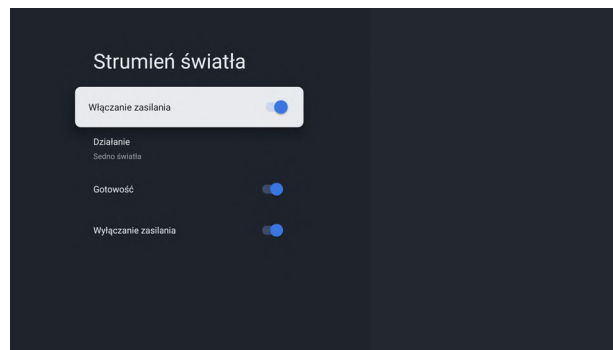 Strumień światła
Włączanie zasilania
Działanie
Sedno światła
Gotowość
Wyłączanie zasilania